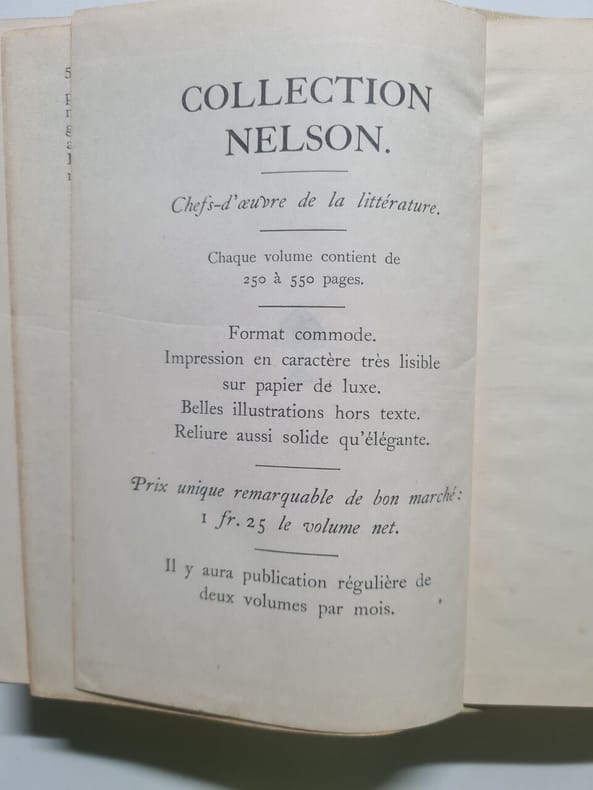 COLLECTION
NELSON.
Chefs-d'œuvre de la littérature.
Chaque volume contient de
250 à 550 pages.
Format commode.
Impression en caractère très lisible
sur papier de luxe.
Belles illustrations hors texte.
Reliure aussi solide qu'élégante.
Prix unique remarquable de bon marché:
1 fr. 25 le volume net.
Il y aura publication régulière de
deux volumes par mois.